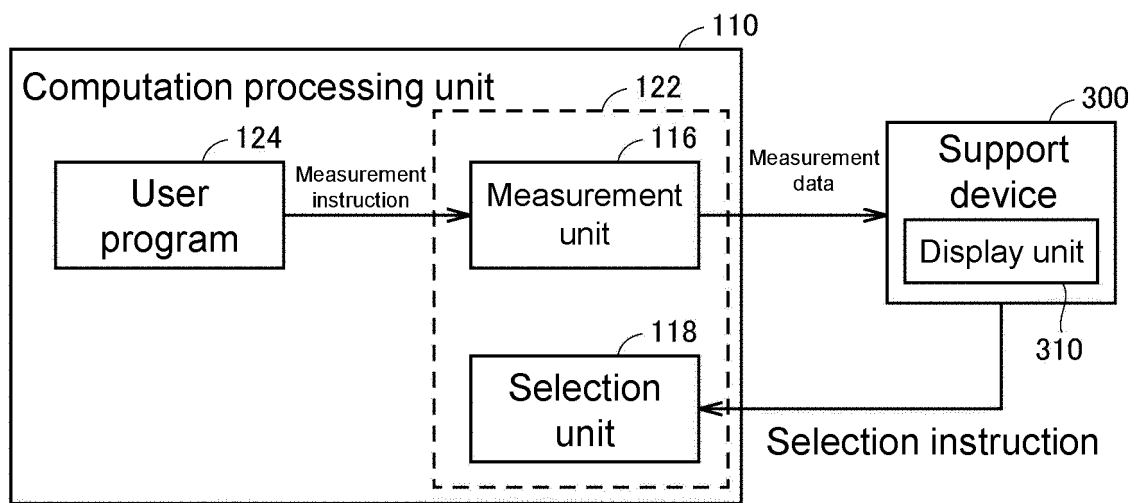 110
Computation processing unit
122
300
124
116
Measurement
data
Support
device
User
program
Measurement
instruction
Measurement
unit
Display unit
310
118
Selection
unit
Selection instruction